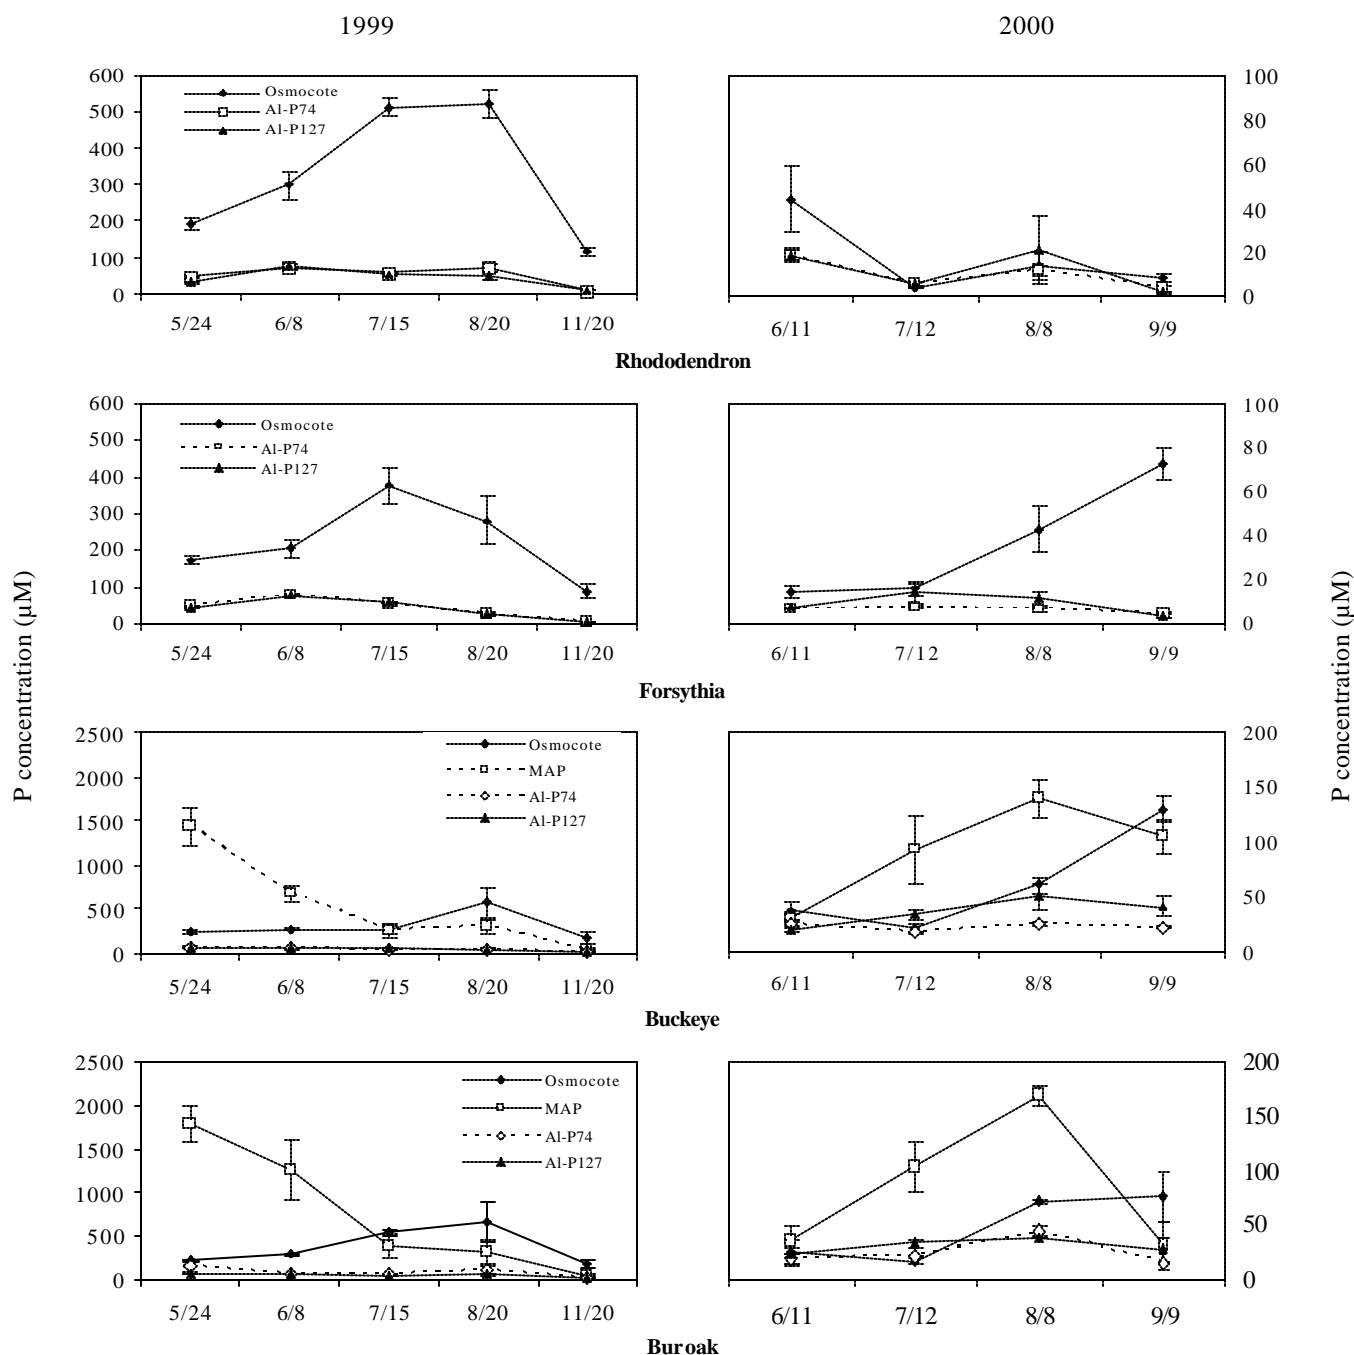 1999
2000
600
500
400
300
200
100
0
Osmocote
Al-P74
Al-P127
5/24 6/8 7/15 8/20 11/20
100
80
60
40
20
0
6/11 7/12 8/8 9/9
Rhododendron
600
500
400
300
200
100
0
Osmocote
Al-P74
Al-P127
5/24 6/8 7/15 8/20 11/20
100
80
60
40
20
0
6/11 7/12 8/8 9/9
Forsythia
P concentration (µM)
P concentration (µM)
2500
2000
1500
1000
500
0
Osmocote
MAP
Al-P74
Al-P127
5/24 6/8 7/15 8/20 11/20
200
150
100
50
0
6/11 7/12 8/8 9/9
Buckeye
2500
2000
1500
1000
500
0
Osmocote
MAP
Al-P74
Al-P127
5/24 6/8 7/15 8/20 11/20
200
150
100
50
0
6/11 7/12 8/8 9/9
Buroak